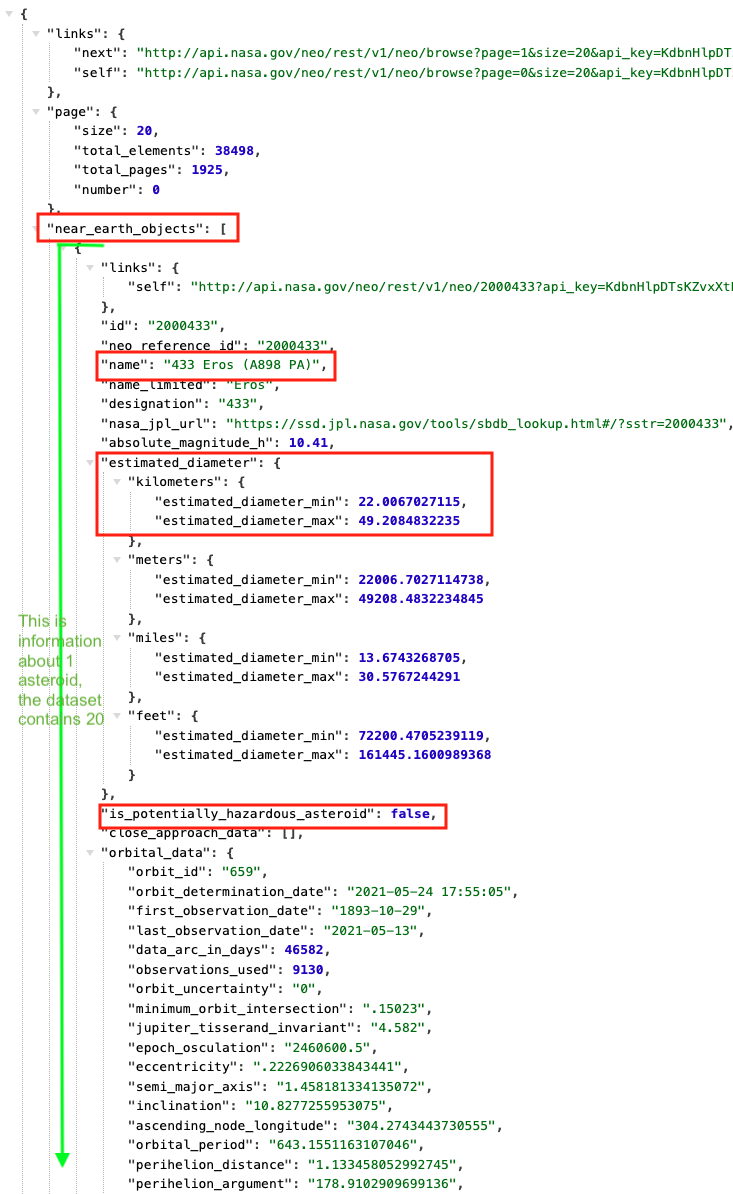 {
"links": {
"next": "http://api.nasa.gov/neo/rest/v1/neo/browse?page=1&size=20&api_key=KdbnHlpDT
"self": "http://api.nasa.gov/neo/rest/v1/neo/browse?page=0&size=20&api_key=KdbnHlpDT
},
"page": {
"size": 20,
"total_elements": 38498,
"total_pages": 1925,
"number": 0
},
"near_earth_objects": [
{
"links": {
"self": "http://api.nasa.gov/neo/rest/v1/neo/2000433?api_key=KdbnHlpDTsKZvxXt
},
"id": "2000433",
"neo_reference_id": "2000433",
"name": "433 Eros (A898 PA)",
"name_limited": "Eros",
"designation": "433",
"nasa_jpl_url": "https://ssd.jpl.nasa.gov/tools/sbdb_lookup.html#/?sstr=2000433",
"absolute_magnitude_h": 10.41,
"estimated_diameter": {
"kilometers": {
"estimated_diameter_min": 22.0067027115,
"estimated_diameter_max": 49.2084832235
},
"meters": {
"estimated_diameter_min": 22006.7027114738,
"estimated_diameter_max": 49208.4832234845
},
"miles": {
"estimated_diameter_min": 13.6743268705,
"estimated_diameter_max": 30.5767244291
},
"feet": {
"estimated_diameter_min": 72200.4705239119,
"estimated_diameter_max": 161445.1600989368
}
},
"is_potentially_hazardous_asteroid": false,
"close_approach_data": [],
"orbital_data": {
"orbit_id": "659",
"orbit_determination_date": "2021-05-24 17:55:05",
"first_observation_date": "1893-10-29",
"last_observation_date": "2021-05-13",
"data_arc_in_days": 46582,
"observations_used": 9130,
"orbit_uncertainty": "0",
"minimum_orbit_intersection": ".15023",
"jupiter_tisserand_invariant": "4.582",
"epoch_osculation": "2460600.5",
"eccentricity": ".2226906033843441",
"semi_major_axis": "1.458181334135072",
"inclination": "10.8277255953075",
"ascending_node_longitude": "304.2743443730555",
"orbital_period": "643.1551163107046",
"perihelion_distance": "1.133458052992745",
"perihelion_argument": "178.9102909699136",
This is
information
about 1
asteroid,
the dataset
contains 20